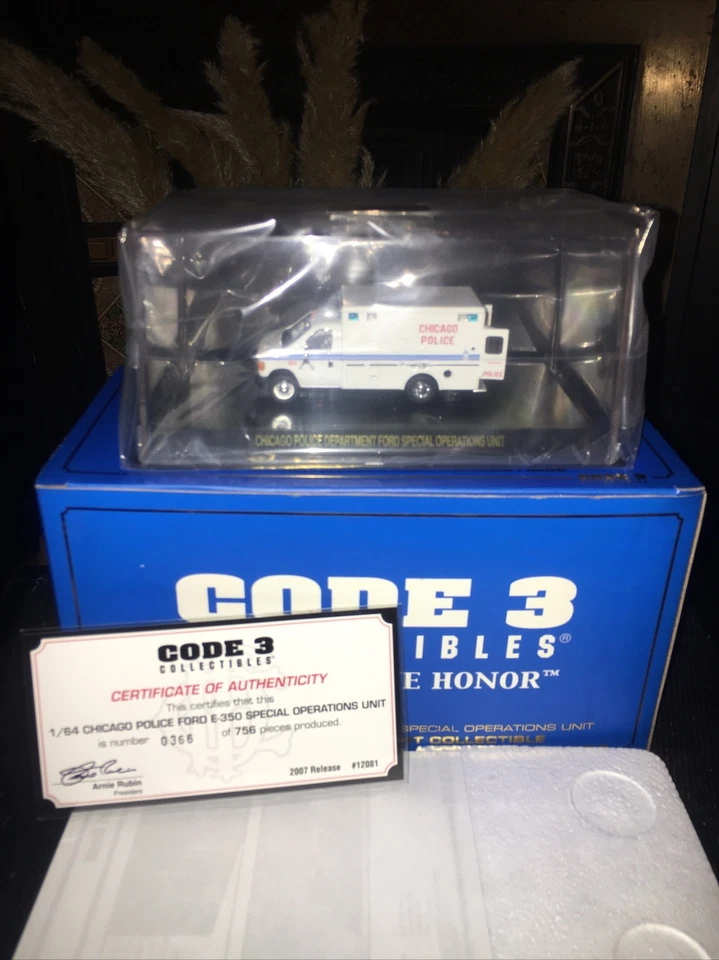 CHICAGO
POLICE
POLICE
CHICAGO POLICE DEPARTMENT FORD SPECIAL OPERATIONS UNIT
CODE 3
IBLES®
E HONOR™
SPECIAL OPERATIONS UNIT
T COLLECTIBLE
CODE 3
COLLECTIBLES®
CERTIFICATE OF AUTHENTICITY
This certifies that this
1/64 CHICAGO POLICE FORD E-350 SPECIAL OPERATIONS UNIT
is number 0366 of 756 pieces produced.
Arnie Rubin
President
2007 Release #12081